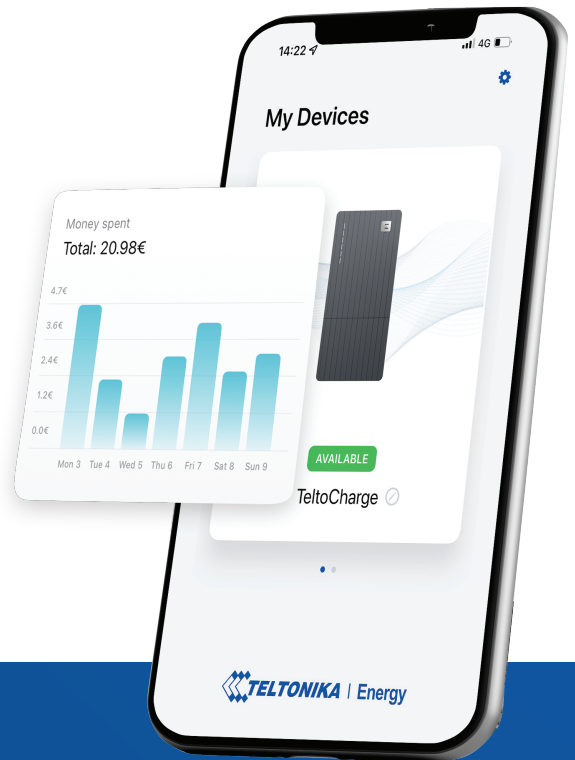 14:22
4G
My Devices
Money spent
Total: 20.98€
4.7€
3.6€
2.4€
1.2€
0.0€
Mon 3 Tue 4 Wed 5 Thu 6 Fri 7 Sat 8 Sun 9
AVAILABLE
TeltoCharge
TELTONIKA | Energy